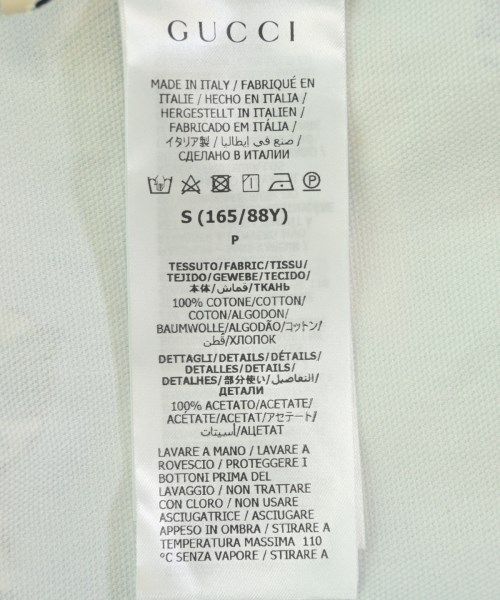 GUCCI
MADE IN ITALY / FABRIQUÉ EN
ITALIE / HECHO EN ITALIA /
HERGESTELLT IN ITALIEN /
FABRICADO EM ITÁLIA /
イタリア製 / صنع في إيطاليا /
СДЕЛАНО В ИТАЛИИ
S (165/88Y)
P
TESSUTO/FABRIC/TISSU/
TEJIDO/GEWEBE/TECIDO/
本体/قماش/ТКАНЬ
100% COTONE/COTTON/
COTON/ALGODON/
BAUMWOLLE/ALGODÃO/コットン/
قطن/ХЛОПОК
DETTAGLI/DETAILS/DÉTAILS/
DETALLES/DETAILS/
DETALHES/部分使い/التفاصيل/
ДЕТАЛИ
100% ACETATO/ACETATE/
ACÉTATE/ACETAT/アセテート/
أسيتات/АЦЕТАТ
LAVARE A MANO / LAVARE A
ROVESCIO / PROTEGGERE I
BOTTONI PRIMA DEL
LAVAGGIO / NON TRATTARE
CON CLORO / NON USARE
ASCIUGATRICE / ASCIUGARE
APPESO IN OMBRA / STIRARE A
TEMPERATURA MASSIMA 110
°C SENZA VAPORE / STIRARE A